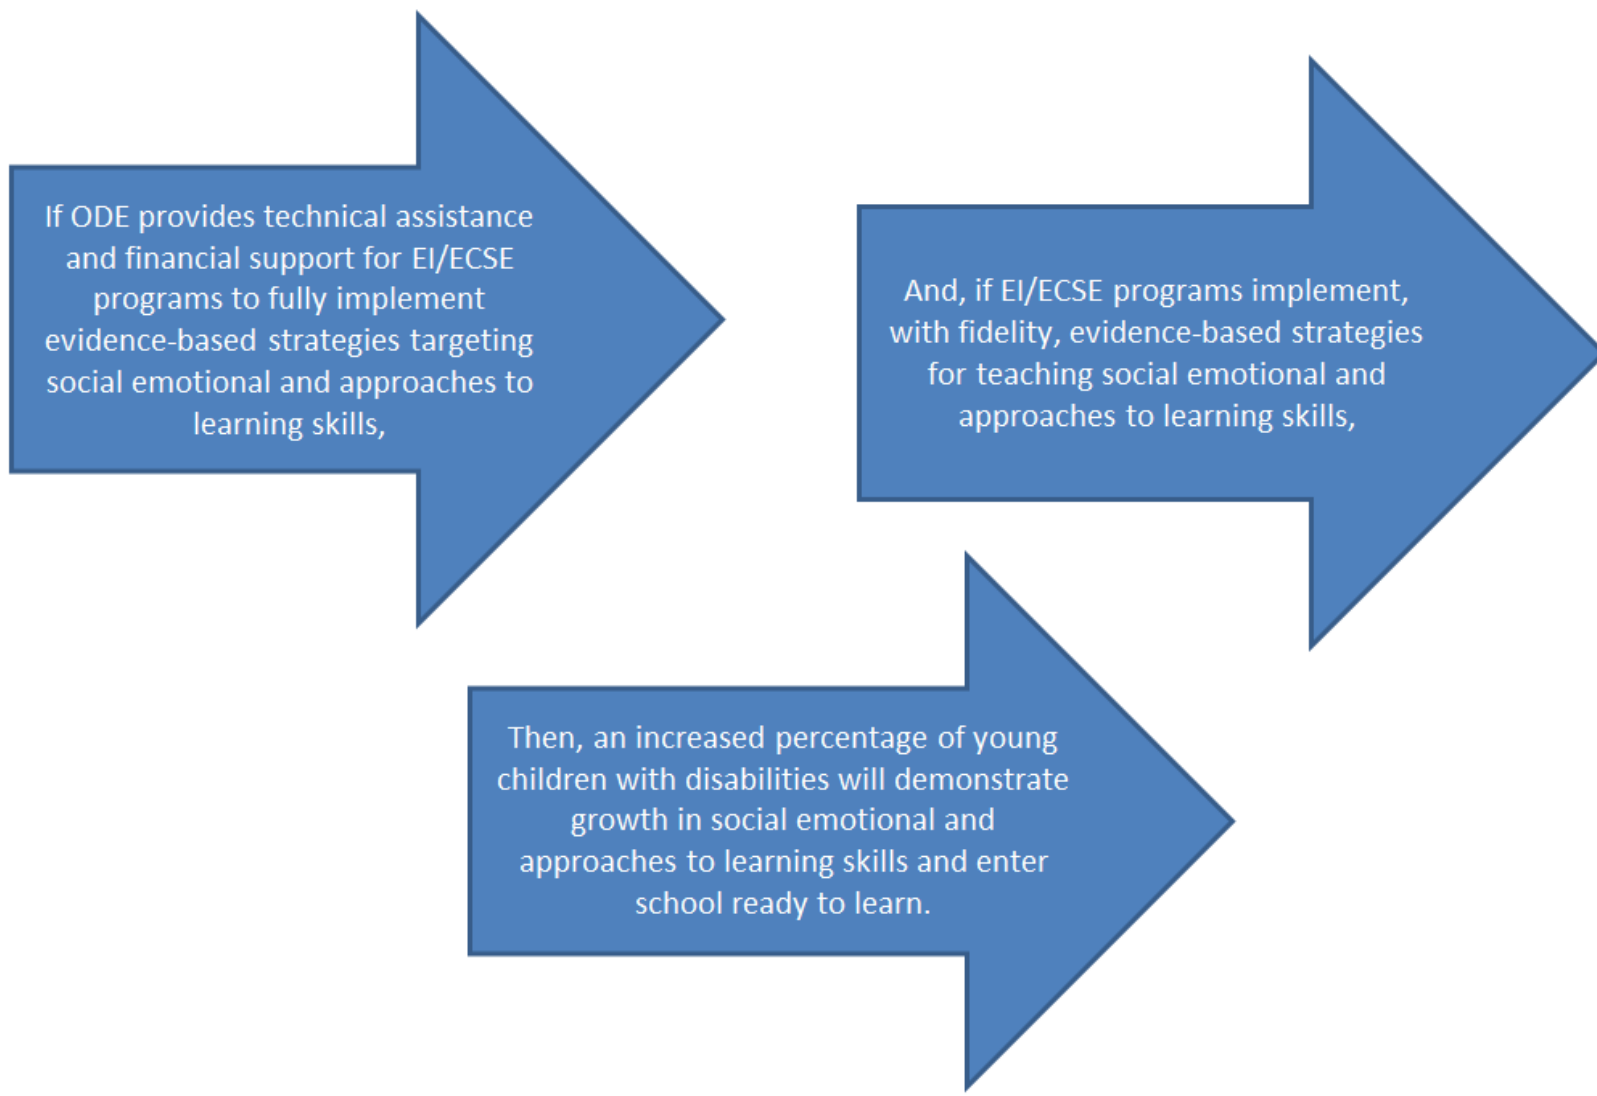 If ODE provides technical assistance
and financial support for EI/ECSE
programs to fully implement
evidence-based strategies targeting
social emotional and approaches to
learning skills,
And, if EI/ECSE programs implement,
with fidelity, evidence-based strategies
for teaching social emotional and
approaches to learning skills,
Then, an increased percentage of young
children with disabilities will demonstrate
growth in social emotional and
approaches to learning skills and enter
school ready to learn.